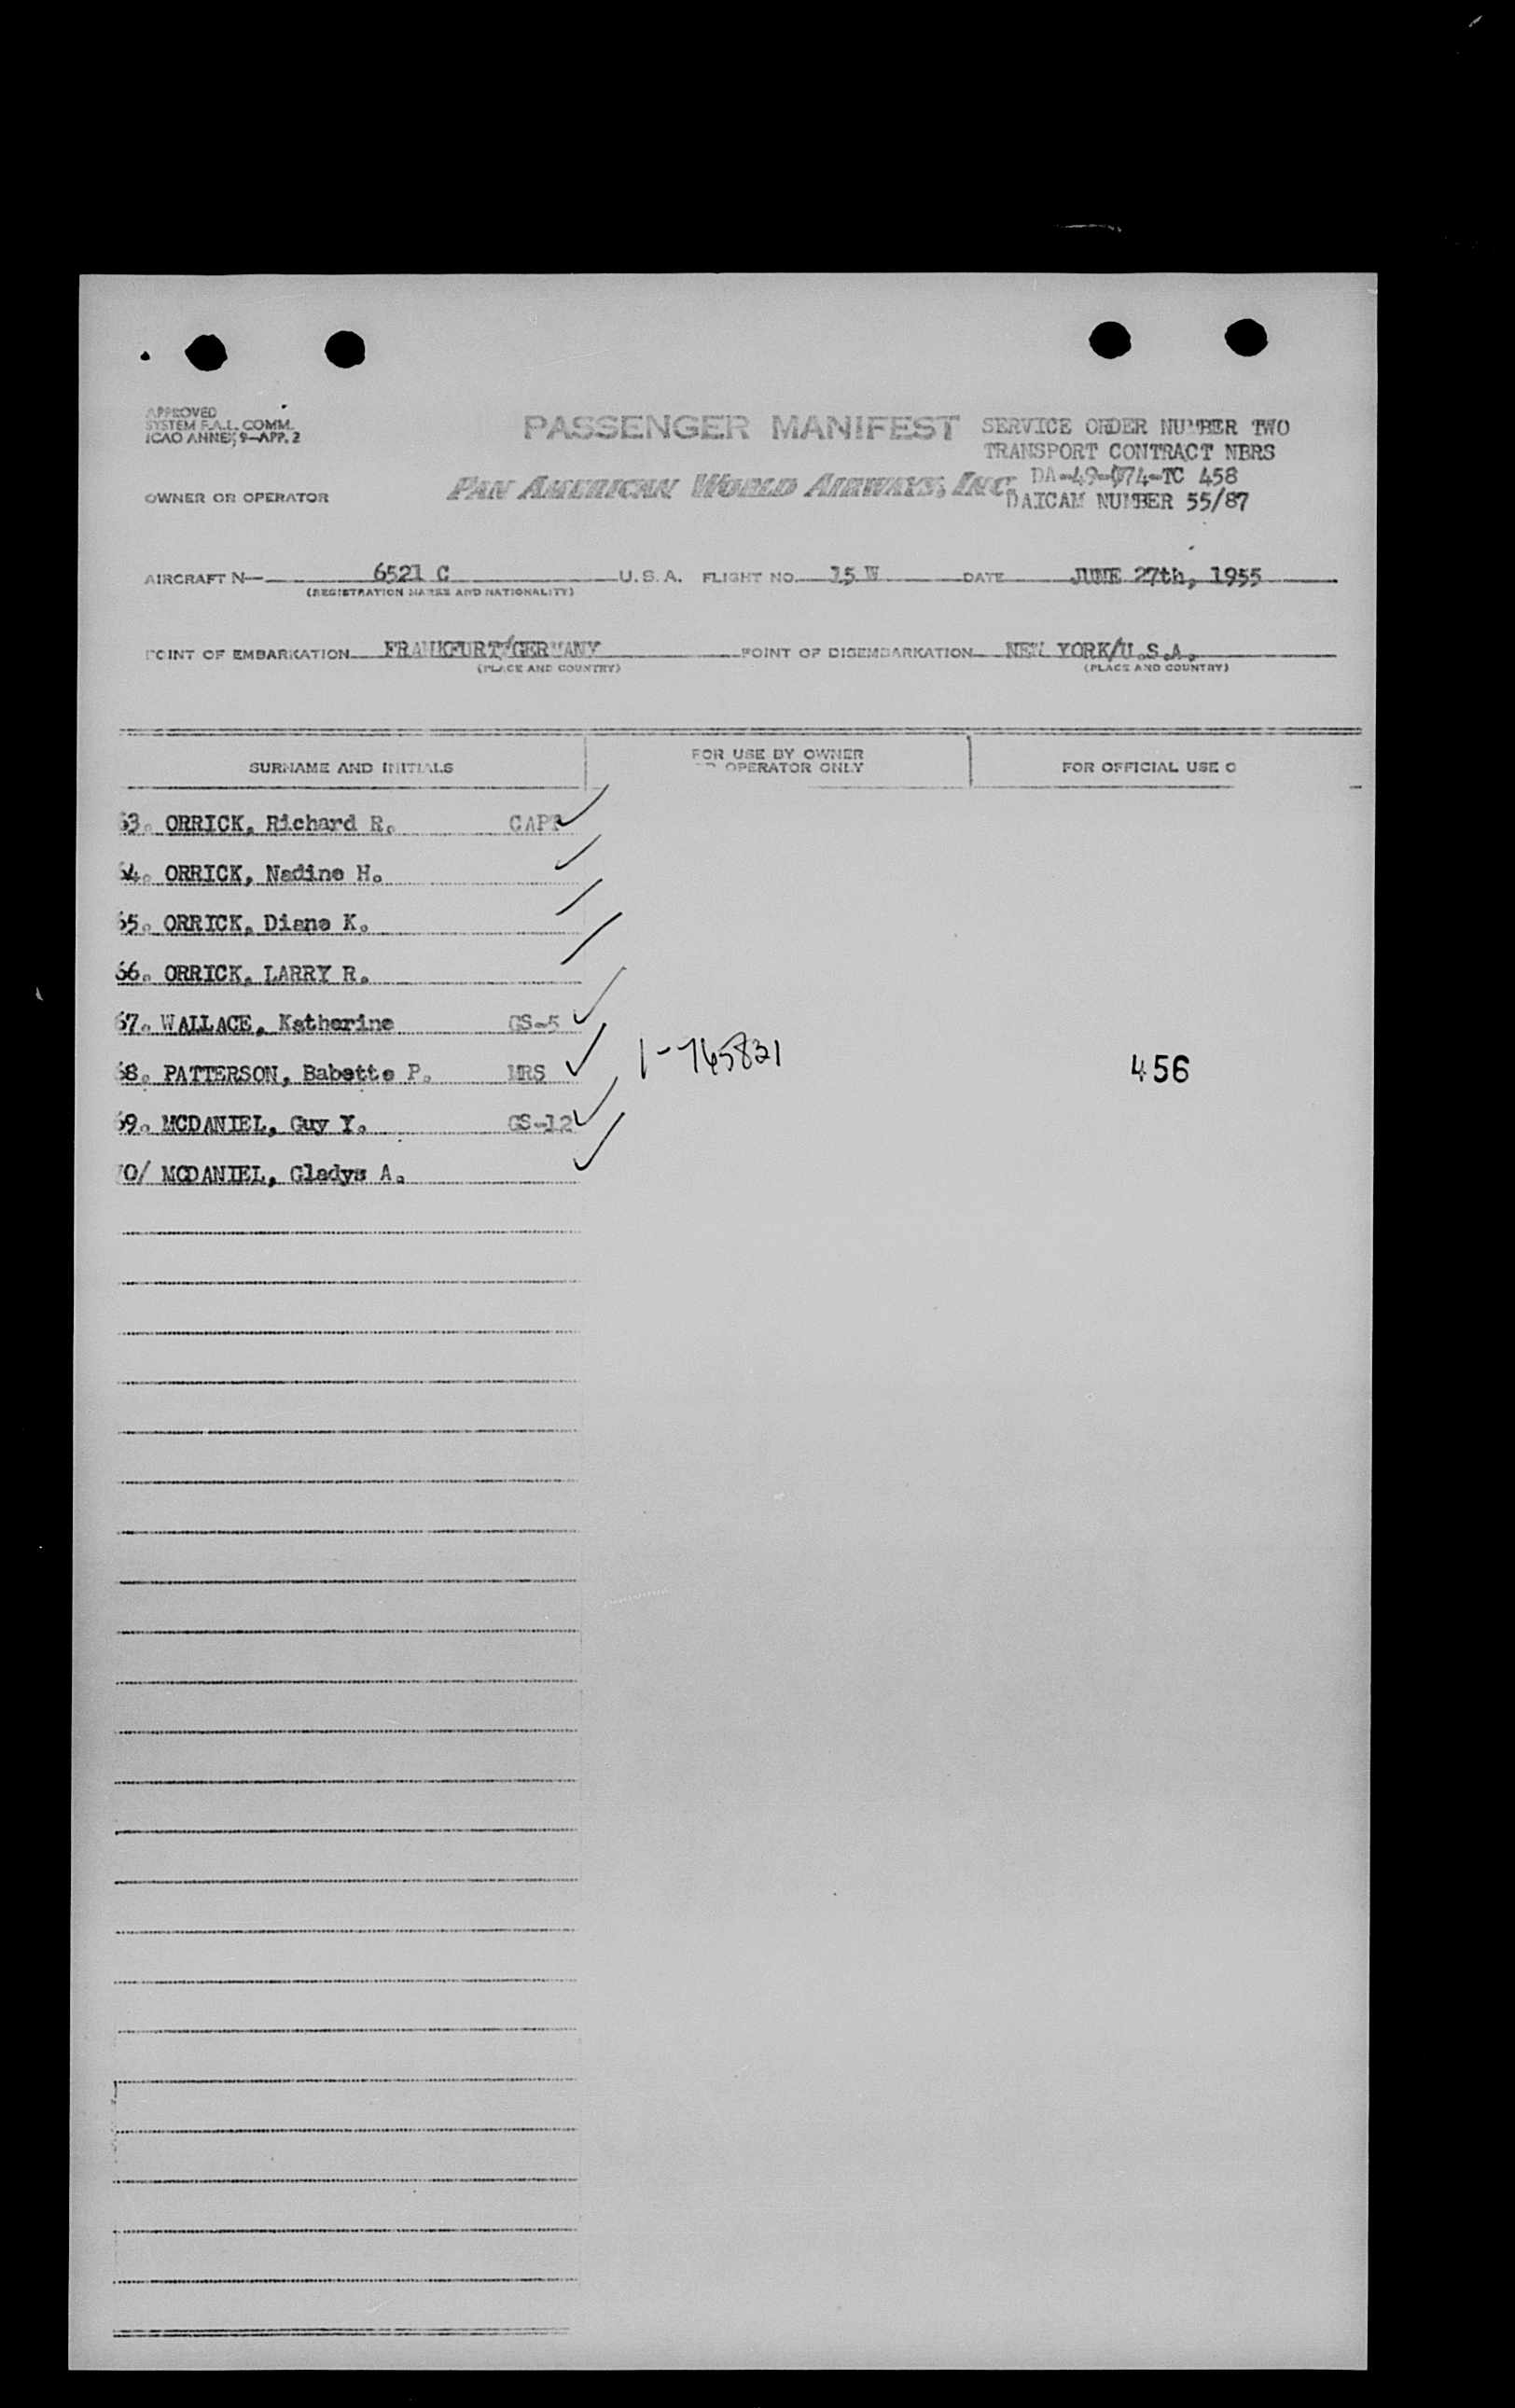 APPROVED
SYSTEM F.A.L. COMM.
ICAO ANNEX 9-APP. 2
PASSENGER MANIFEST
SERVICE ORDER NUMBER TWO
TRANSPORT CONTRACT NBRS
DA-49-074-TC 458
DAICAM NUMBER 55/87
OWNER OR OPERATOR
PAN AMERICAN WORLD AIRWAYS, INC.
AIRCRAFT N— 6521 C U.S.A. FLIGHT NO. 15 W DATE JUNE 27th, 1955
(REGISTRATION MARKS AND NATIONALITY)
POINT OF EMBARKATION FRANKFURT/GERMANY POINT OF DISEMBARKATION NEW YORK/U.S.A.
(PLACE AND COUNTRY) (PLACE AND COUNTRY)
SURNAME AND INITIALS
FOR USE BY OWNER
OR OPERATOR ONLY
FOR OFFICIAL USE O
63. ORRICK, Richard R. CAPT
64. ORRICK, Nadine H.
65. ORRICK, Diane K.
66. ORRICK, LARRY R.
67. WALLACE, Katherine GS-5
68. PATTERSON, Babette P. MRS 1-745821 456
69. MCDANIEL, Guy Y. GS-12
70/ MCDANIEL, Gladys A.